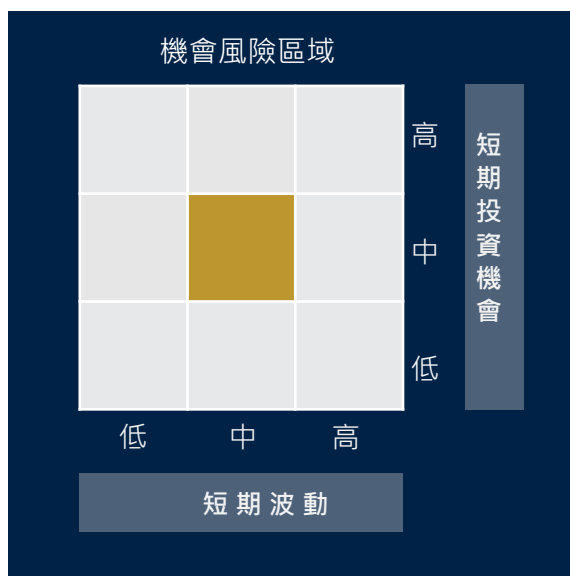 機會風險區域
高
中
低
短期投資機會
低 中 高
短期波動